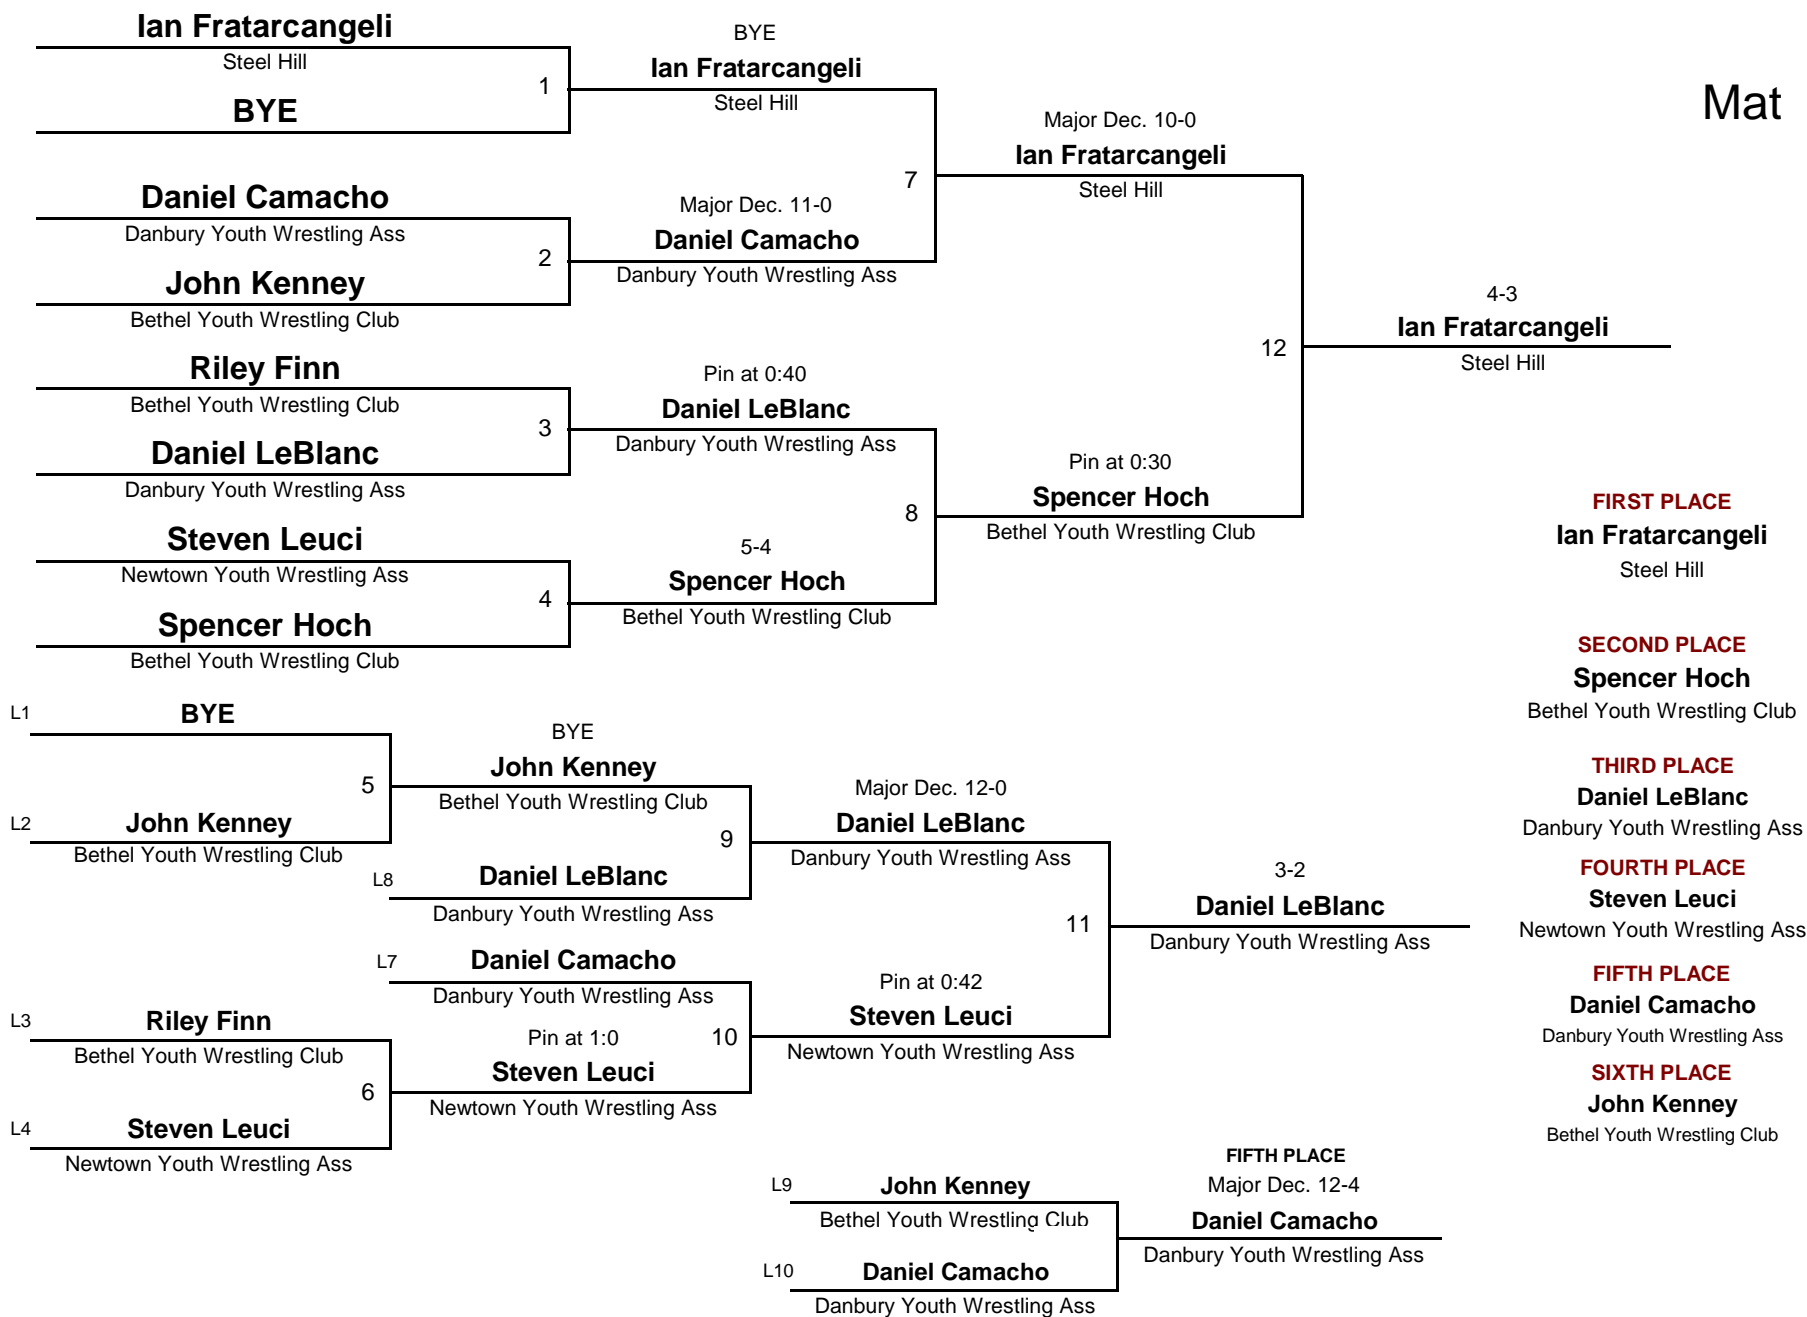 Ian Fratarcangeli
Steel Hill
1
BYE
BYE
Ian Fratarcangeli
Steel Hill
Mat
Daniel Camacho
Danbury Youth Wrestling Ass
2
John Kenney
Bethel Youth Wrestling Club
Major Dec. 11-0
Daniel Camacho
Danbury Youth Wrestling Ass
7
Major Dec. 10-0
Ian Fratarcangeli
Steel Hill
Riley Finn
Bethel Youth Wrestling Club
3
Daniel LeBlanc
Danbury Youth Wrestling Ass
Pin at 0:40
Daniel LeBlanc
Danbury Youth Wrestling Ass
Steven Leuci
Newtown Youth Wrestling Ass
4
Spencer Hoch
Bethel Youth Wrestling Club
5-4
Spencer Hoch
Bethel Youth Wrestling Club
8
Pin at 0:30
Spencer Hoch
Bethel Youth Wrestling Club
12
4-3
Ian Fratarcangeli
Steel Hill
FIRST PLACE
Ian Fratarcangeli
Steel Hill
SECOND PLACE
Spencer Hoch
Bethel Youth Wrestling Club
THIRD PLACE
Daniel LeBlanc
Danbury Youth Wrestling Ass
FOURTH PLACE
Steven Leuci
Newtown Youth Wrestling Ass
FIFTH PLACE
Daniel Camacho
Danbury Youth Wrestling Ass
SIXTH PLACE
John Kenney
Bethel Youth Wrestling Club
L1
BYE
5
L2
John Kenney
Bethel Youth Wrestling Club
BYE
John Kenney
Bethel Youth Wrestling Club
9
L8
Daniel LeBlanc
Danbury Youth Wrestling Ass
Major Dec. 12-0
Daniel LeBlanc
Danbury Youth Wrestling Ass
L7
Daniel Camacho
Danbury Youth Wrestling Ass
L3
Riley Finn
Bethel Youth Wrestling Club
6
L4
Steven Leuci
Newtown Youth Wrestling Ass
Pin at 1:0
Steven Leuci
Newtown Youth Wrestling Ass
10
Pin at 0:42
Steven Leuci
Newtown Youth Wrestling Ass
11
3-2
Daniel LeBlanc
Danbury Youth Wrestling Ass
L9
John Kenney
Bethel Youth Wrestling Club
L10
Daniel Camacho
Danbury Youth Wrestling Ass
FIFTH PLACE
Major Dec. 12-4
Daniel Camacho
Danbury Youth Wrestling Ass